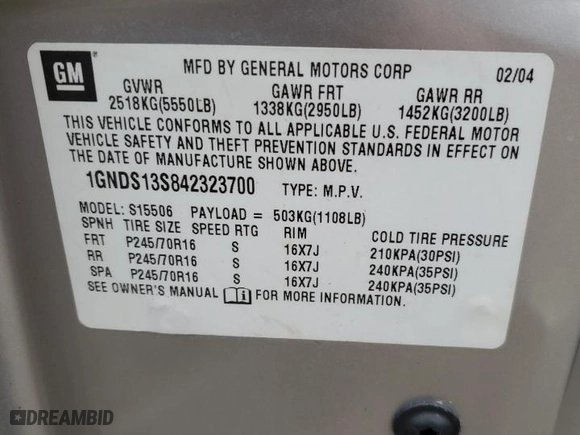 GM
MFD BY GENERAL MOTORS CORP 02/04
GVWR GAWR FRT GAWR RR
2518KG(5550LB) 1338KG(2950LB) 1452KG(3200LB)
THIS VEHICLE CONFORMS TO ALL APPLICABLE U.S. FEDERAL MOTOR
VEHICLE SAFETY AND THEFT PREVENTION STANDARDS IN EFFECT ON
THE DATE OF MANUFACTURE SHOWN ABOVE.
1GNDS13S842323700 TYPE: M.P.V.
MODEL: S15506 PAYLOAD = 503KG(1108LB)
SPNH TIRE SIZE SPEED RTG RIM COLD TIRE PRESSURE
FRT P245/70R16 S 16X7J 210KPA(30PSI)
RR P245/70R16 S 16X7J 240KPA(35PSI)
SPA P245/70R16 S 16X7J 240KPA(35PSI)
SEE OWNER'S MANUAL FOR MORE INFORMATION.
DREAMBID